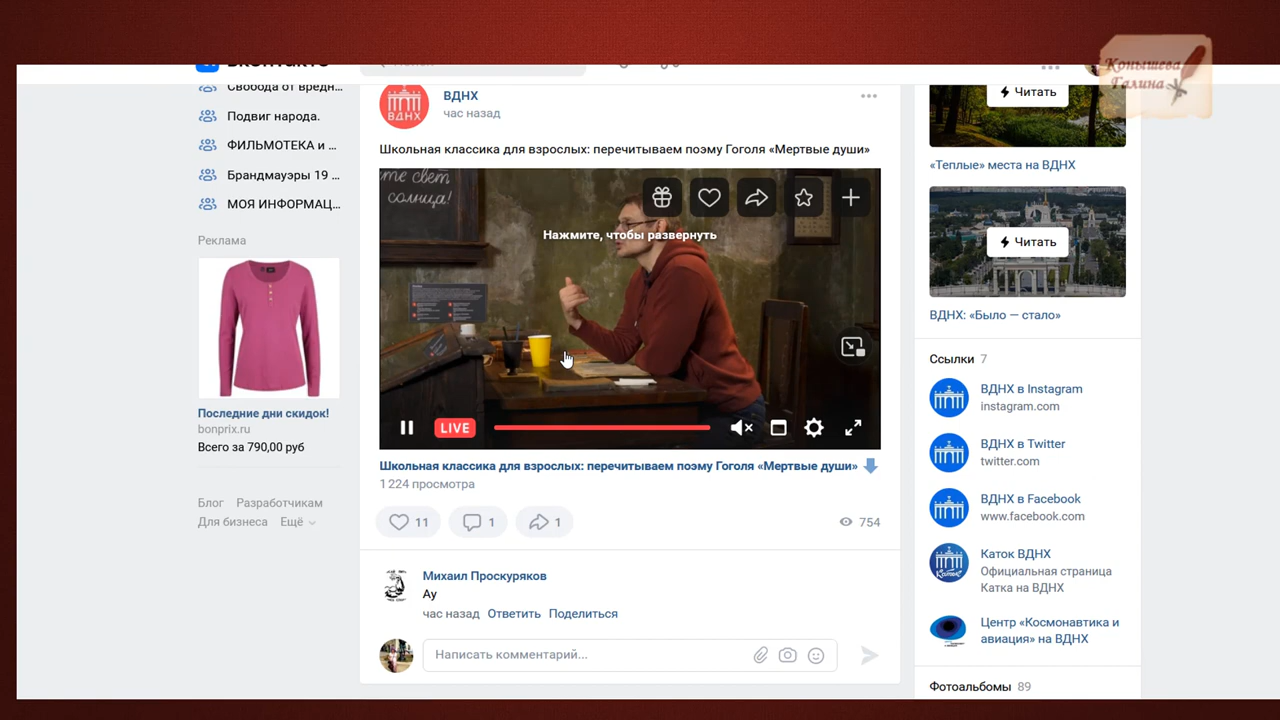 Копышева
Галина
Свобода от вредн...
Подвиг народа.
ФИЛЬМОТЕКА и ...
Брандмауэры 19 ...
МОЯ ИНФОРМАЦ...
Реклама
Последние дни скидок!
bonprix.ru
Всего за 790,00 руб
Блог Разработчикам
Для бизнеса Ещё
ВДНХ
ВДНХ
час назад
Школьная классика для взрослых: перечитываем поэму Гоголя «Мертвые души»
те свет
солнца!
Нажмите, чтобы развернуть
LIVE
Школьная классика для взрослых: перечитываем поэму Гоголя «Мертвые души»
1 224 просмотра
11 1 1 754
Михаил Проскуряков
Ау
час назад Ответить Поделиться
Написать комментарий...
Читать
«Теплые» места на ВДНХ
Читать
ВДНХ: «Было — стало»
Ссылки 7
ВДНХ в Instagram
instagram.com
ВДНХ в Twitter
twitter.com
ВДНХ в Facebook
www.facebook.com
Каток
Каток ВДНХ
Официальная страница
Катка на ВДНХ
Центр «Космонавтика и
авиация» на ВДНХ
Фотоальбомы 89